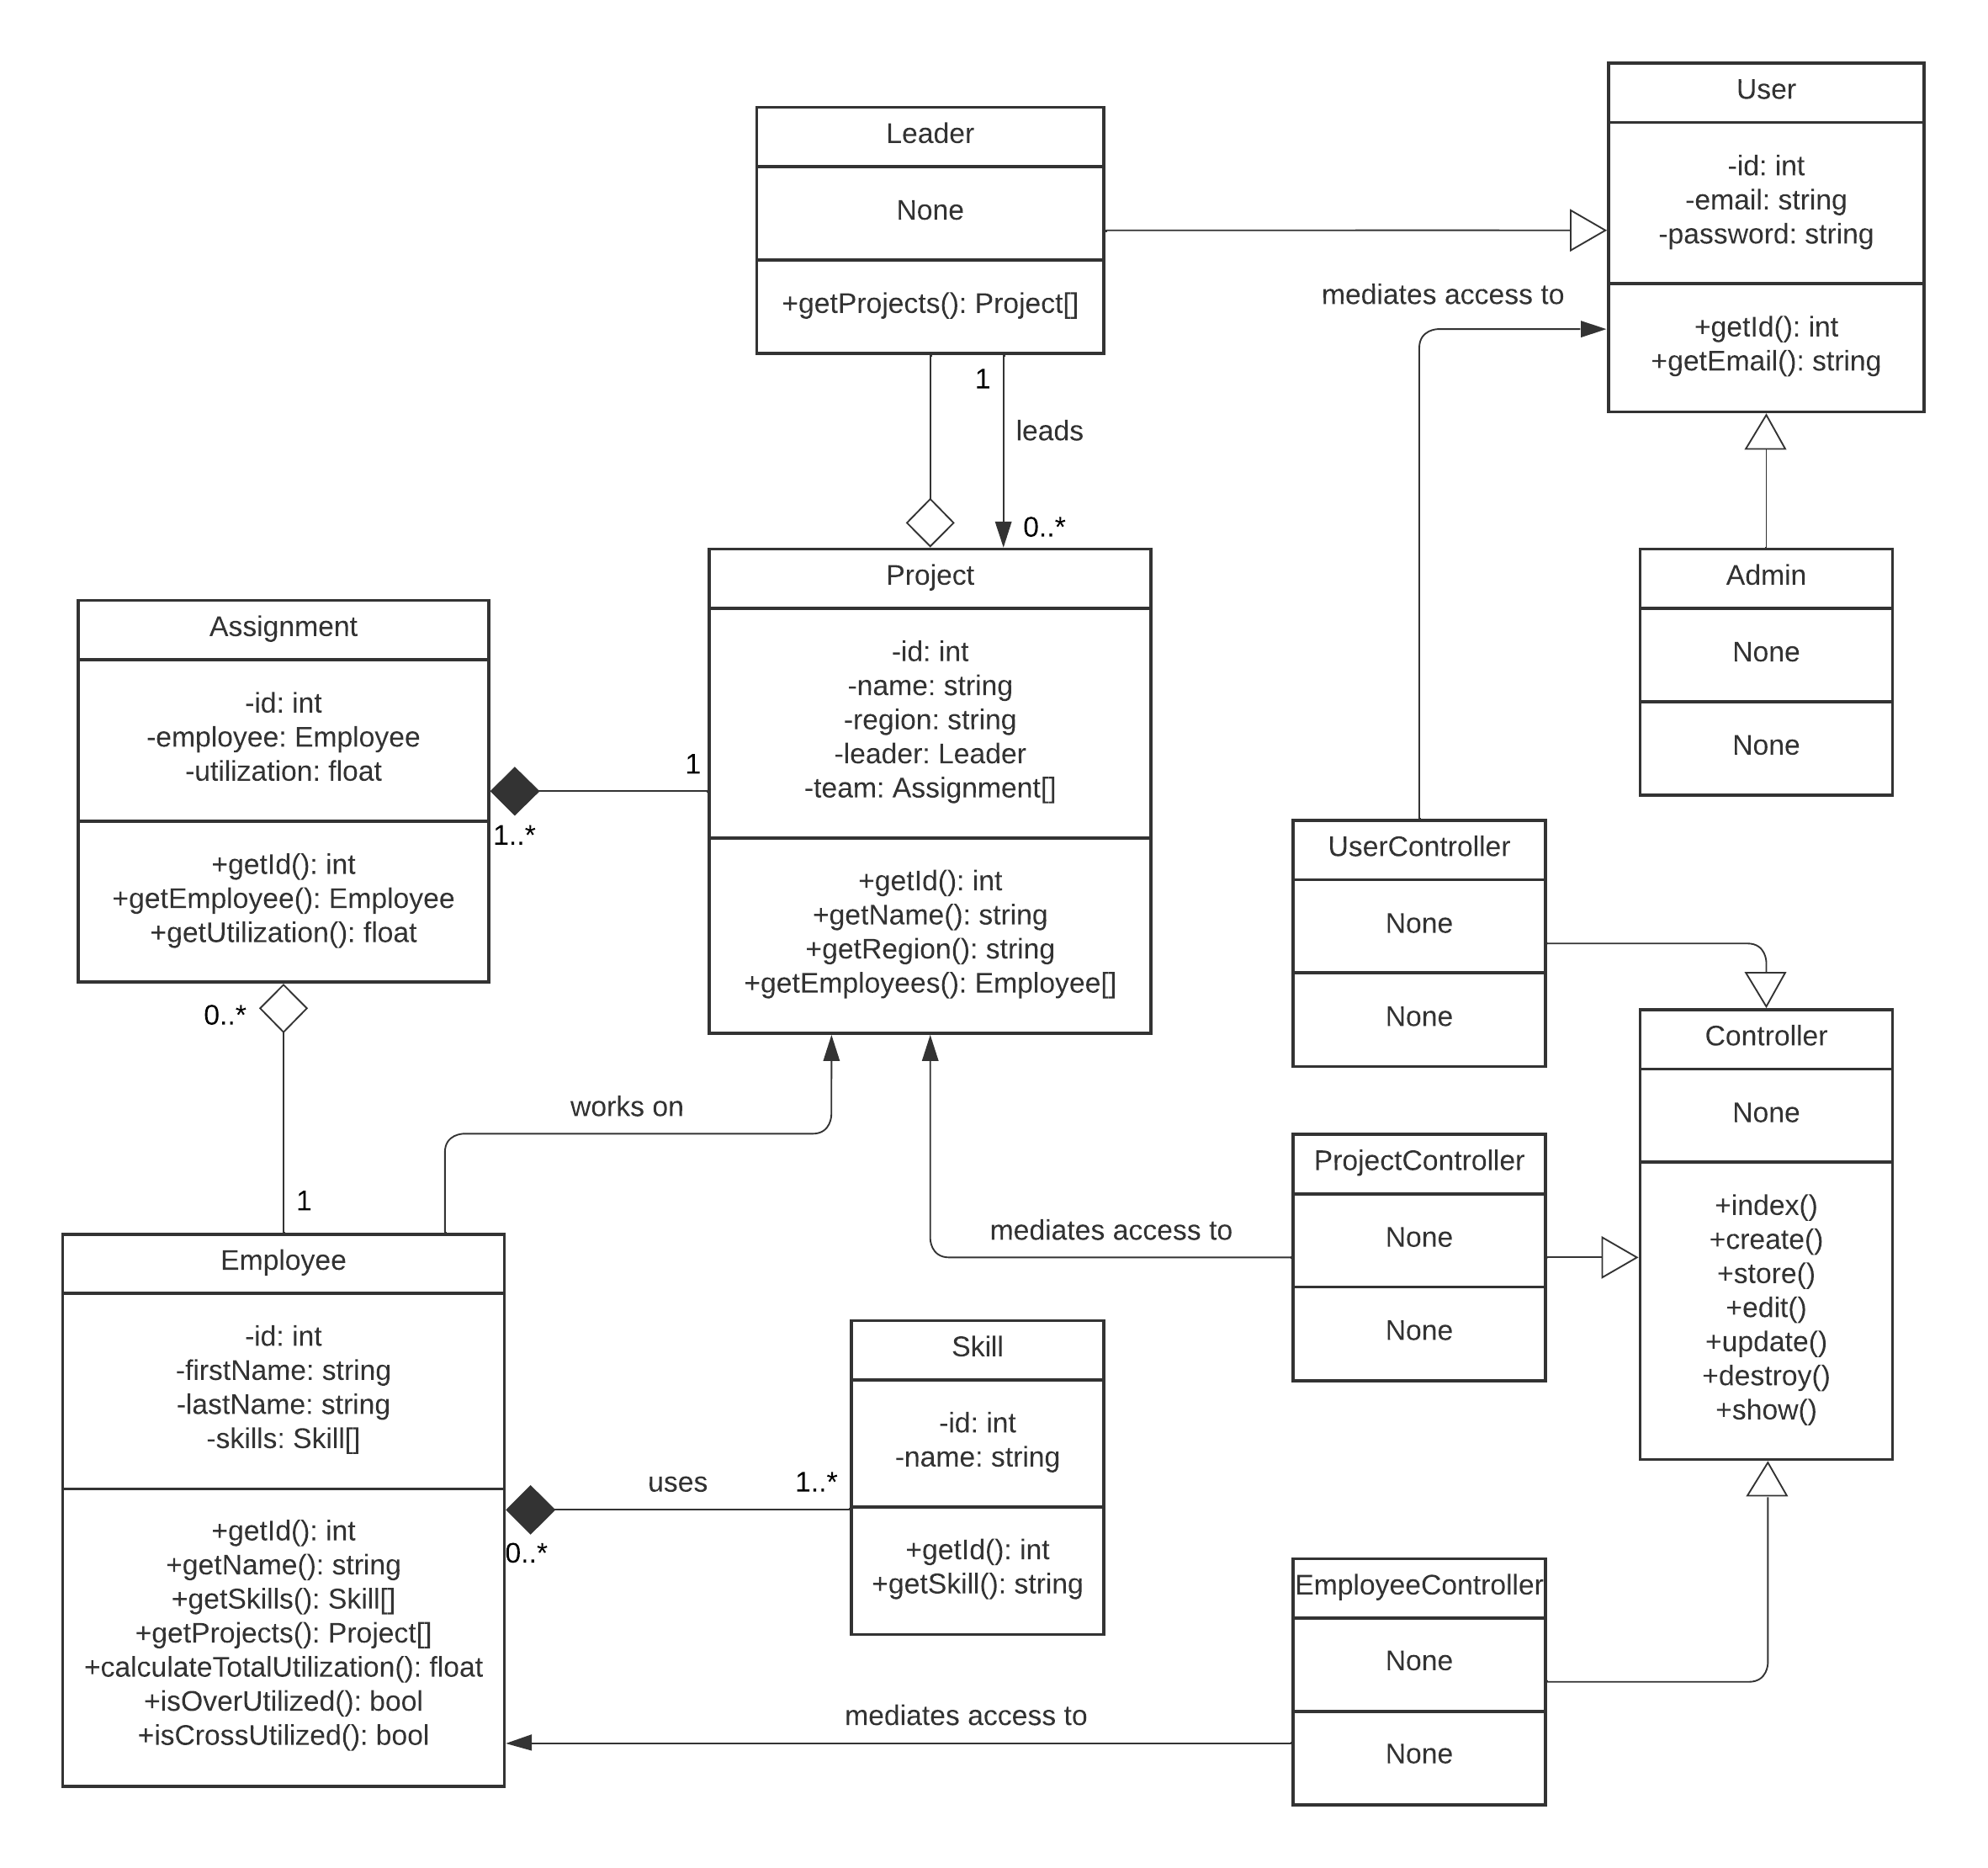 User
-id: int
-email: string
-password: string
+getId(): int
+getEmail(): string
Leader
None
+getProjects(): Project[]
mediates access to
1
leads
0..*
Project
-id: int
-name: string
-region: string
-leader: Leader
-team: Assignment[]
+getId(): int
+getName(): string
+getRegion(): string
+getEmployees(): Employee[]
Admin
None
None
Assignment
-id: int
-employee: Employee
-utilization: float
+getId(): int
+getEmployee(): Employee
+getUtilization(): float
1
1..*
UserController
None
None
0..*
1
works on
Controller
None
+index()
+create()
+store()
+edit()
+update()
+destroy()
+show()
ProjectController
None
None
mediates access to
Employee
-id: int
-firstName: string
-lastName: string
-skills: Skill[]
+getId(): int
+getName(): string
+getSkills(): Skill[]
+getProjects(): Project[]
+calculateTotalUtilization(): float
+isOverUtilized(): bool
+isCrossUtilized(): bool
uses
1..*
0..*
Skill
-id: int
-name: string
+getId(): int
+getSkill(): string
EmployeeController
None
None
mediates access to